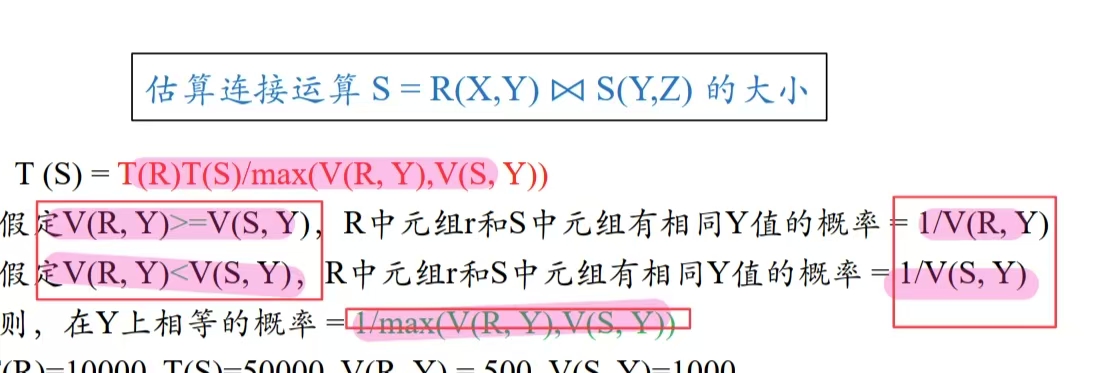 估算连接运算 S = R(X,Y) ⋈ S(Y,Z) 的大小
T (S) = T(R)T(S)/max(V(R, Y),V(S, Y))
假定V(R, Y)>=V(S, Y)，R中元组r和S中元组有相同Y值的概率 = 1/V(R, Y)
假定V(R, Y)<V(S, Y)，R中元组r和S中元组有相同Y值的概率 = 1/V(S, Y)
则，在Y上相等的概率 = 1/max(V(R, Y),V(S, Y))
(R)=10000, T(S)=50000, V(R, Y) = 500, V(S, Y)=1000